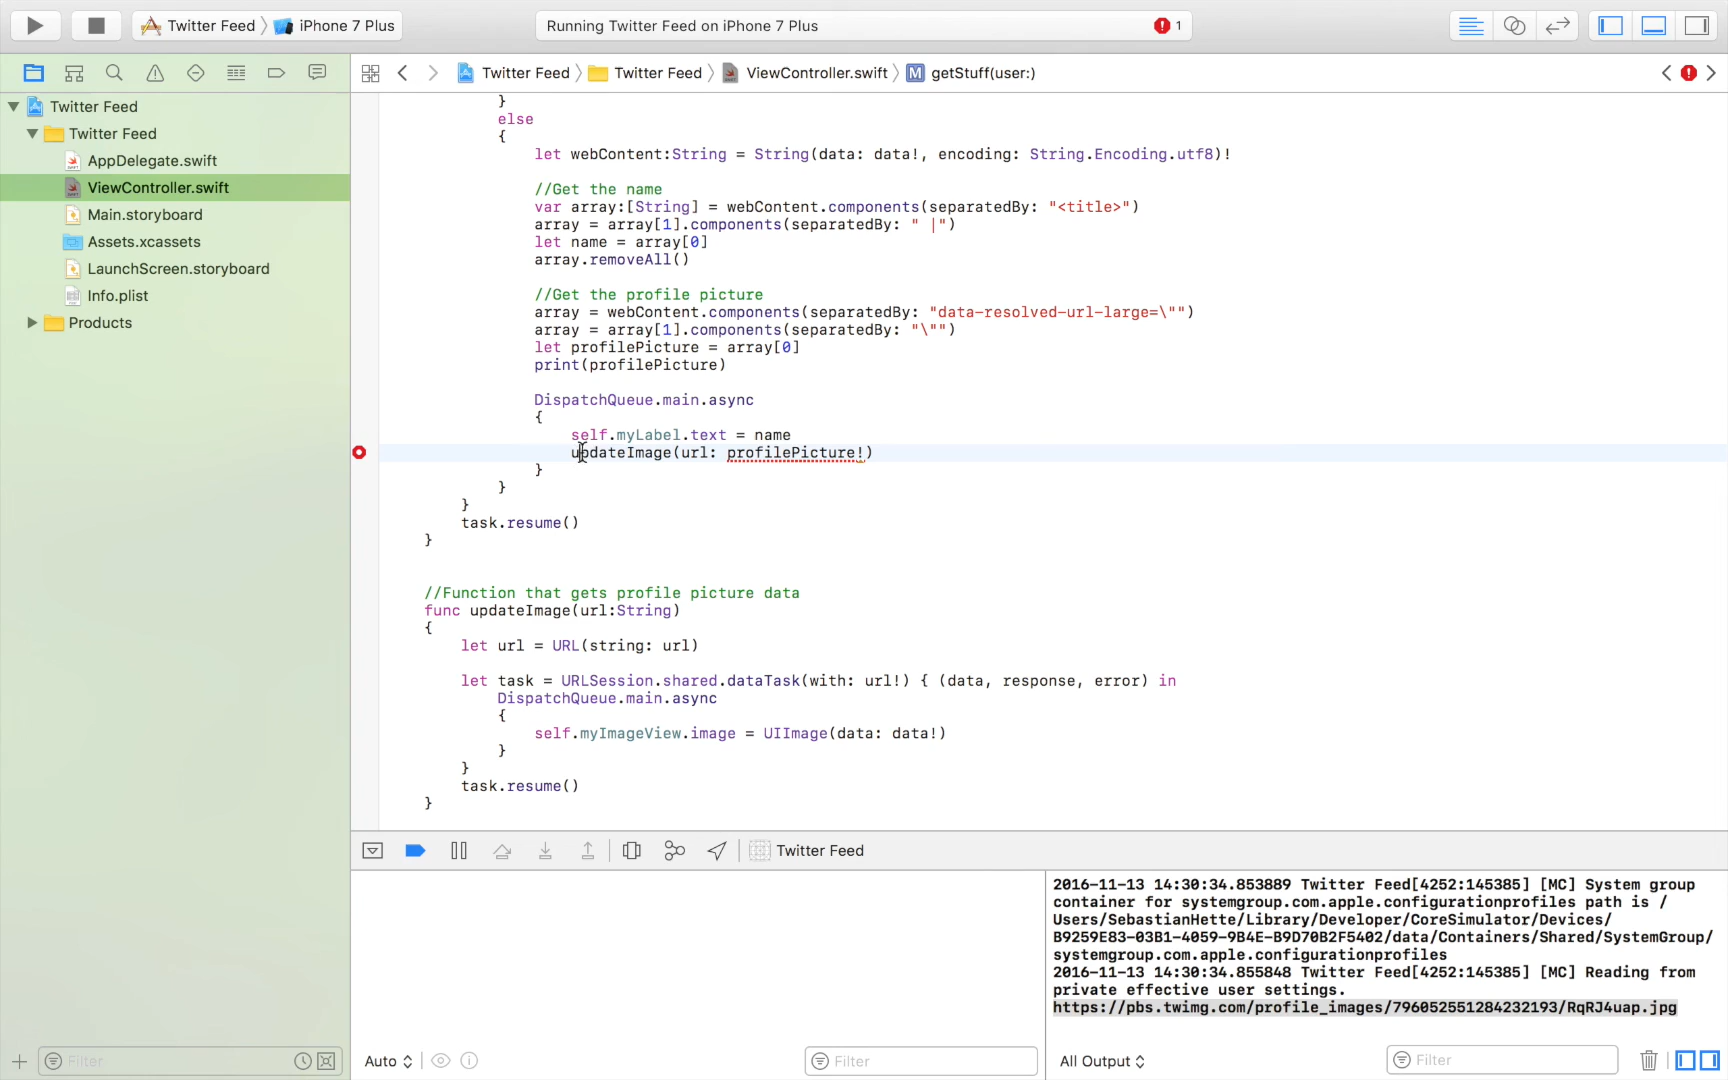 Twitter Feed 〉 iPhone 7 Plus
Running Twitter Feed on iPhone 7 Plus
1
Twitter Feed 〉 Twitter Feed 〉 ViewController.swift 〉 M getStuff(user:)
Twitter Feed
Twitter Feed
AppDelegate.swift
ViewController.swift
Main.storyboard
Assets.xcassets
LaunchScreen.storyboard
Info.plist
Products
}
else
{
let webContent:String = String(data: data!, encoding: String.Encoding.utf8)!
//Get the name
var array:[String] = webContent.components(separatedBy: "<title>")
array = array[1].components(separatedBy: " |")
let name = array[0]
array.removeAll()
//Get the profile picture
array = webContent.components(separatedBy: "data-resolved-url-large=\"")
array = array[1].components(separatedBy: "\"")
let profilePicture = array[0]
print(profilePicture)
DispatchQueue.main.async
{
self.myLabel.text = name
updateImage(url: profilePicture!)
}
}
}
task.resume()
}
//Function that gets profile picture data
func updateImage(url:String)
{
let url = URL(string: url)
let task = URLSession.shared.dataTask(with: url!) { (data, response, error) in
DispatchQueue.main.async
{
self.myImageView.image = UIImage(data: data!)
}
}
task.resume()
}
Twitter Feed
2016-11-13 14:30:34.853889 Twitter Feed[4252:145385] [MC] System group
container for systemgroup.com.apple.configurationprofiles path is /
Users/SebastianHette/Library/Developer/CoreSimulator/Devices/
B9259E83-03B1-4059-9B4E-B9D70B2F5402/data/Containers/Shared/SystemGroup/
systemgroup.com.apple.configurationprofiles
2016-11-13 14:30:34.855848 Twitter Feed[4252:145385] [MC] Reading from
private effective user settings.
https://pbs.twimg.com/profile_images/796052551284232193/RqRJ4uap.jpg
Filter
Auto
Filter
All Output
Filter